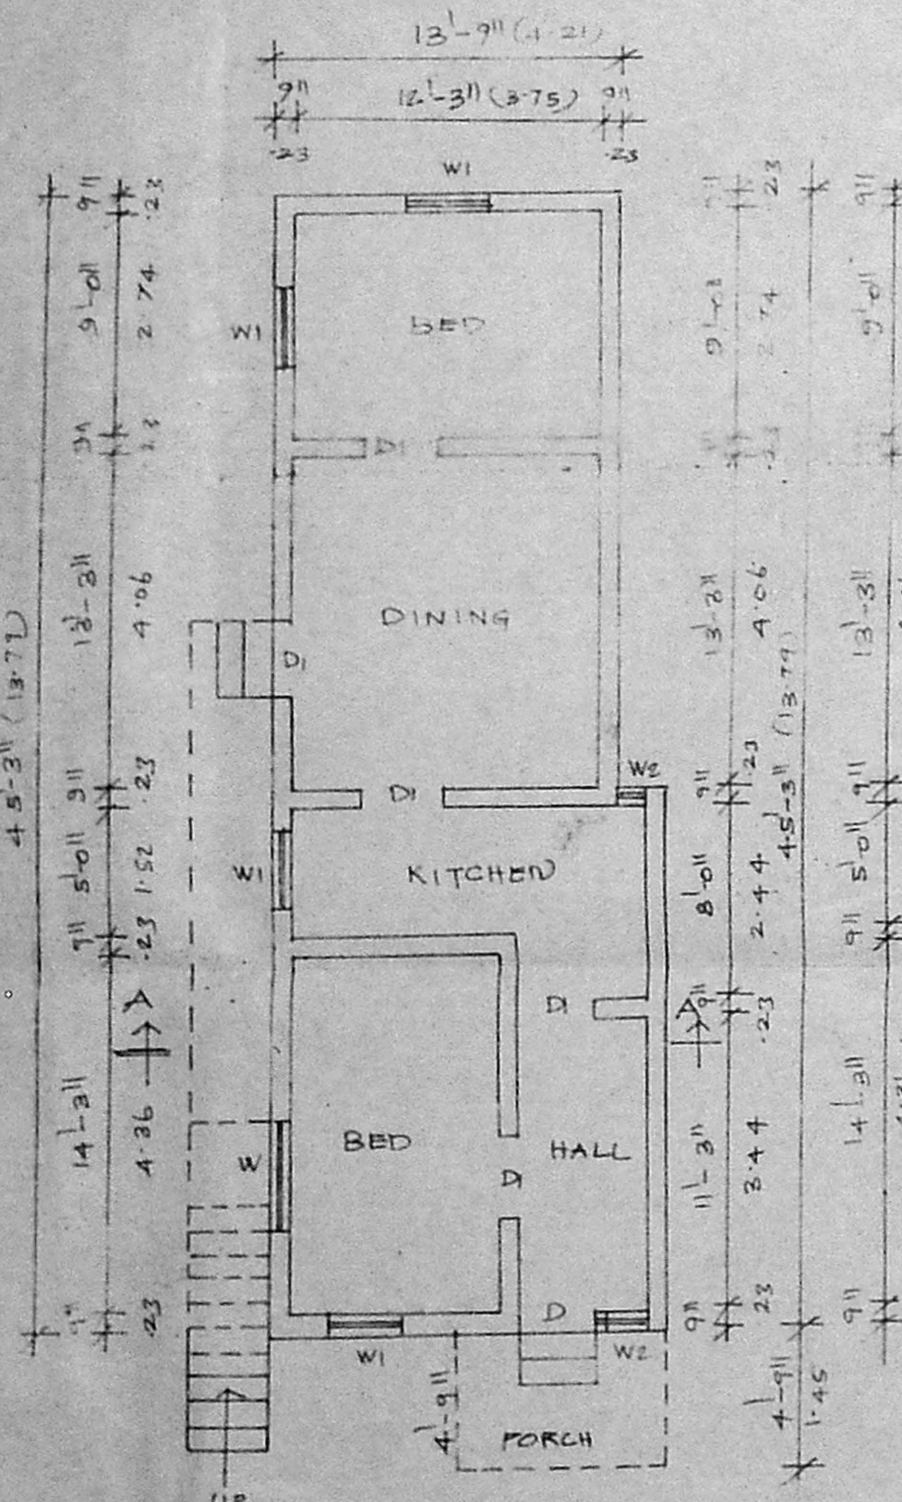 13'-9" (4.21)
9" 12'-3" (3.75) 9"
.23 .23
W1
9" .23
9'-0" 2.74
9" .23
13'-3" 4.06
9" .23
5'-0" 1.52
9" .23
14'-3" 4.36
9" .23
45'-3" (13.79)
A
W1
BED
D1
DINING
D1
D1
W2
W1
KITCHEN
D1
A
BED
HALL
W
D1
D
W1
W2
4'-9"
PORCH
UP
.23
9'-0" 2.74
.23
13'-3" 4.06
9" .23
8'-0" 2.44
9" .23
11'-3" 3.44
9" .23
45'-3" (13.79)
4'-9" 1.45
9"
9'-0"
13'-3"
9"
5'-0"
9"
14'-3"
9"